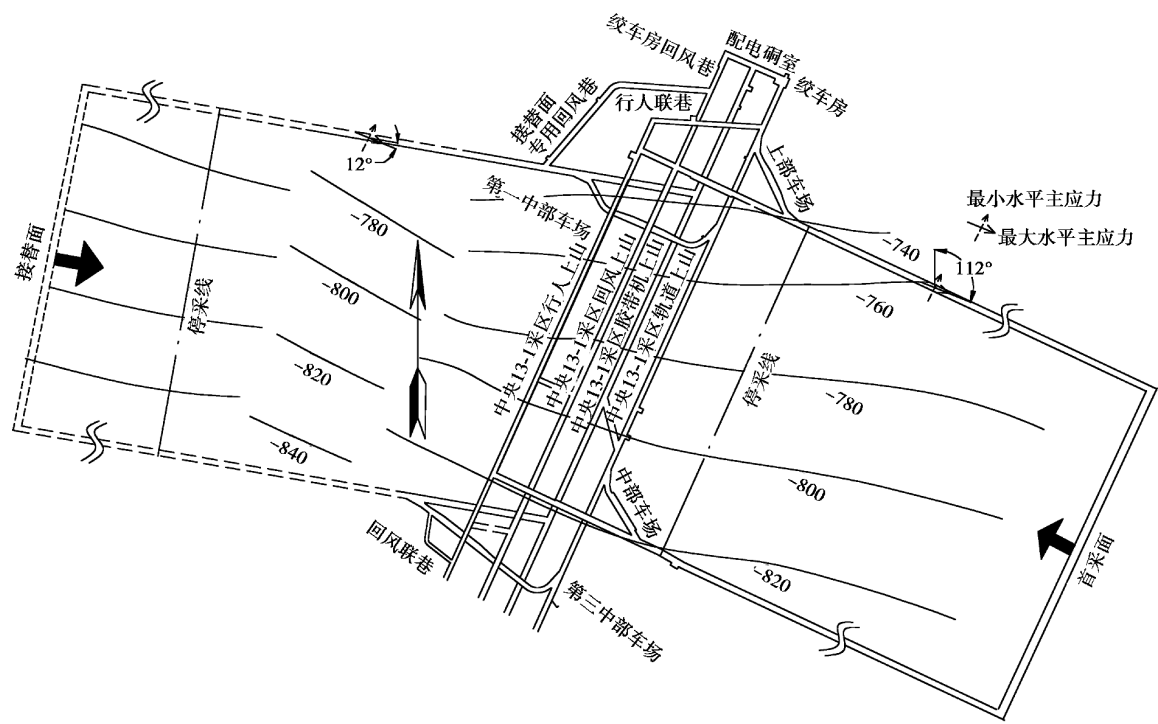 绞车房回风巷
配电硐室
绞车房
接替面
专用回风巷
行人联巷
上部车场
12°
第一中部车场
最小水平主应力
最大水平主应力
-740
112°
-760
接替面
停采线
-780
-800
-820
-840
中央13-1采区行人上山
中央13-1采区回风上山
中央13-1采区胶带机上山
中央13-1采区轨道上山
停采线
-780
-800
-820
中部车场
回风联巷
第三中部车场
首采面